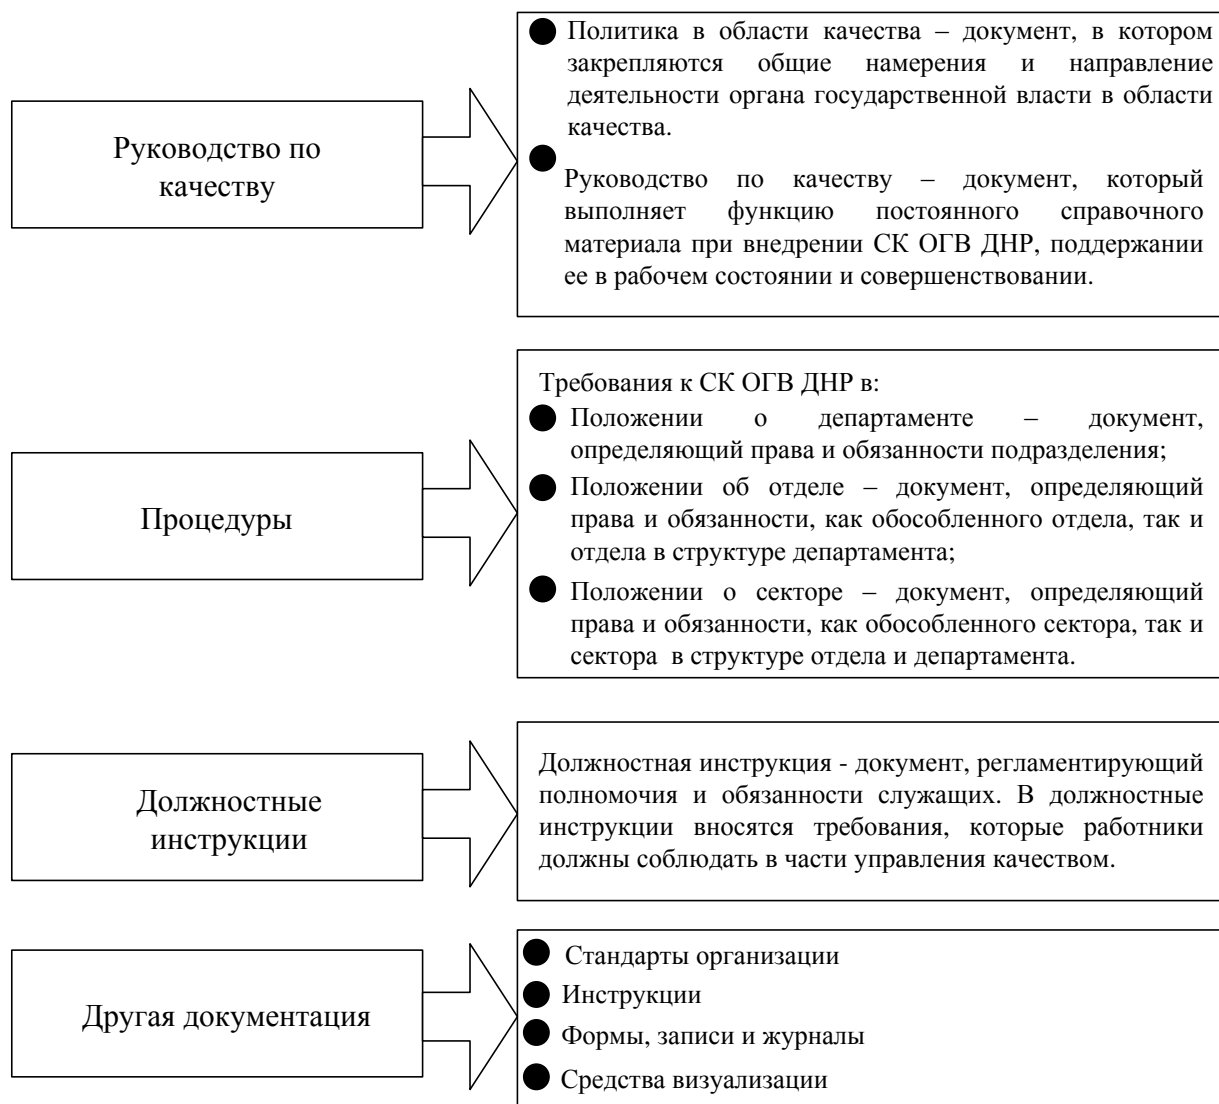 Руководство по
качеству
Политика в области качества – документ, в котором
закрепляются общие намерения и направление
деятельности органа государственной власти в области
качества.
Руководство по качеству – документ, который
выполняет функцию постоянного справочного
материала при внедрении СК ОГВ ДНР, поддержании
ее в рабочем состоянии и совершенствовании.
Процедуры
Требования к СК ОГВ ДНР в:
Положении о департаменте – документ,
определяющий права и обязанности подразделения;
Положении об отделе – документ, определяющий
права и обязанности, как обособленного отдела, так и
отдела в структуре департамента;
Положении о секторе – документ, определяющий
права и обязанности, как обособленного сектора, так и
сектора в структуре отдела и департамента.
Должностные
инструкции
Должностная инструкция - документ, регламентирующий
полномочия и обязанности служащих. В должностные
инструкции вносятся требования, которые работники
должны соблюдать в части управления качеством.
Другая документация
Стандарты организации
Инструкции
Формы, записи и журналы
Средства визуализации